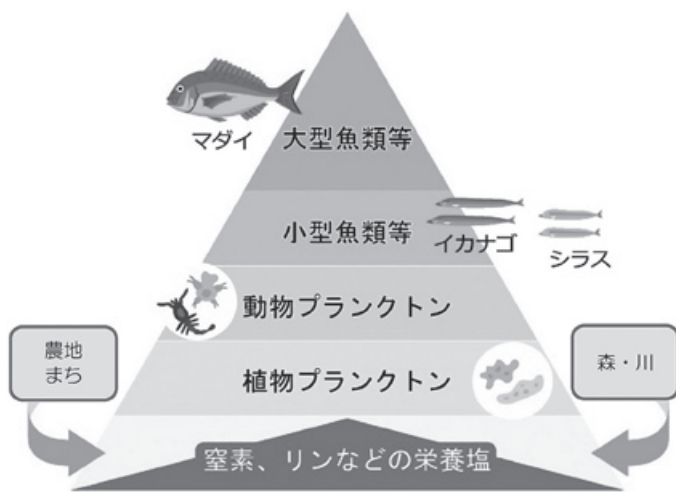 マダイ
大型魚類等
小型魚類等
イカナゴ
シラス
動物プランクトン
農地
まち
植物プランクトン
森・川
窒素、リンなどの栄養塩